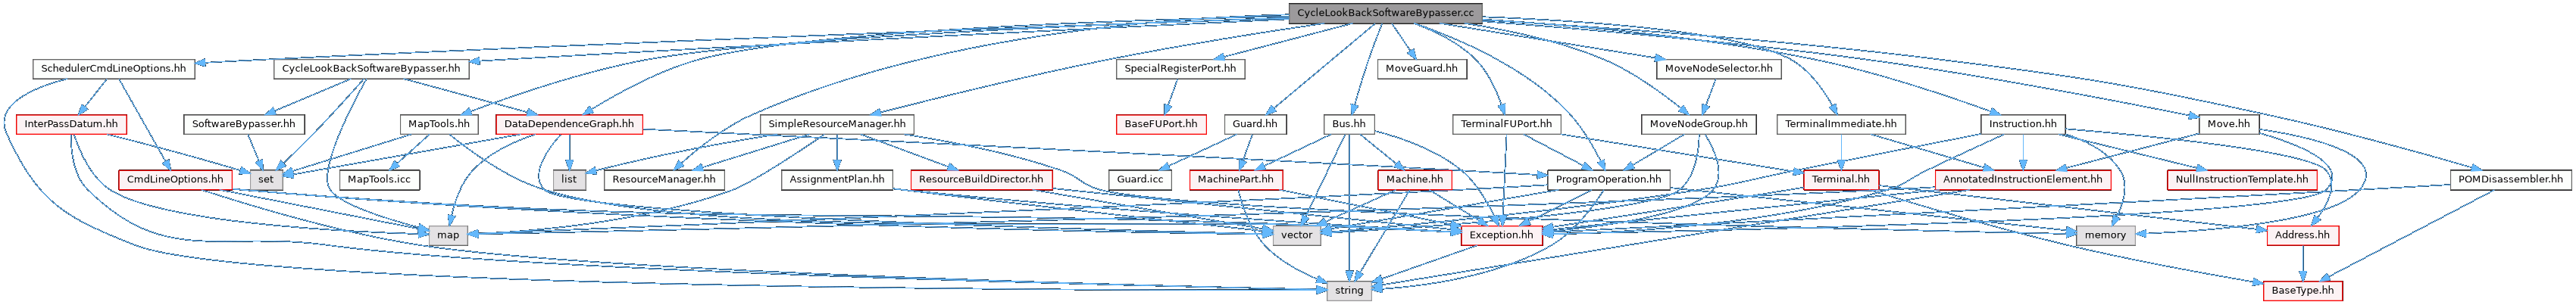 CycleLookBackSoftwareBypasser.cc
SchedulerCmdLineOptions.hh
CycleLookBackSoftwareBypasser.hh
SpecialRegisterPort.hh
MoveGuard.hh
MoveNodeSelector.hh
InterPassDatum.hh
SoftwareBypasser.hh
MapTools.hh
DataDependenceGraph.hh
SimpleResourceManager.hh
BaseFUPort.hh
Guard.hh
Bus.hh
TerminalFUPort.hh
MoveNodeGroup.hh
TerminalImmediate.hh
Instruction.hh
Move.hh
CmdLineOptions.hh
set
MapTools.icc
list
ResourceManager.hh
AssignmentPlan.hh
ResourceBuildDirector.hh
Guard.icc
MachinePart.hh
Machine.hh
ProgramOperation.hh
Terminal.hh
AnnotatedInstructionElement.hh
NullInstructionTemplate.hh
POMDisassembler.hh
map
vector
Exception.hh
memory
Address.hh
string
BaseType.hh